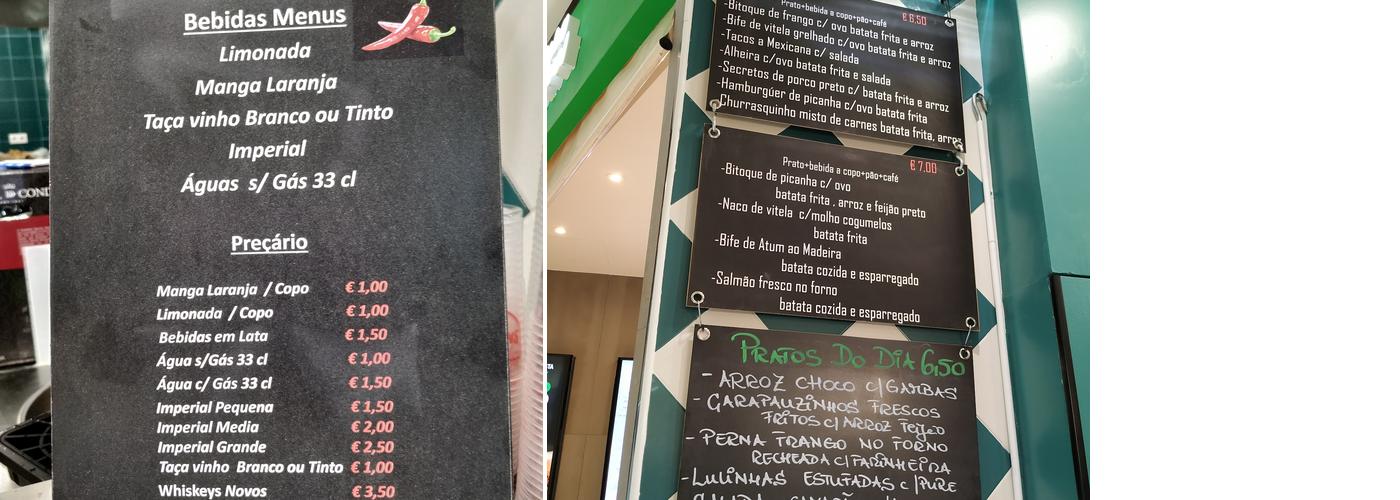 Bebidas Menus
Limonada
Manga Laranja
Taça vinho Branco ou Tinto
Imperial
Águas s/ Gás 33 cl
Preçário
Manga Laranja / Copo € 1,00
Limonada / Copo € 1,00
Bebidas em Lata € 1,50
Água s/Gás 33 cl € 1,00
Água c/ Gás 33 cl € 1,50
Imperial Pequena € 1,50
Imperial Media € 2,00
Imperial Grande € 2,50
Taça vinho Branco ou Tinto € 1,00
Whiskeys Novos € 3,50
COND
Prato+bebida a copo+pão+café € 6.50
-Bitoque de frango c/ ovo batata frita e arroz
-Bife de vitela grelhado c/ovo batata frita e arroz
-Tacos a Mexicana c/ salada
-Alheira c/ovo batata frita e salada
-Secretos de porco preto c/ batata frita e arroz
-Hamburgúer de picanha c/ovo batata frita
Churrasquinho misto de carnes batata frita, arroz
Prato+bebida a copo+pão+café € 7.00
-Bitoque de picanha c/ ovo
batata frita , arroz e feijão preto
-Naco de vitela c/molho cogumelos
batata frita
-Bife de Atum ao Madeira
batata cozida e esparregado
-Salmão fresco no forno
batata cozida e esparregado
PRATOS DO DIA 6,50
- ARROZ CHOCO C/GAMBAS
- GARAPAUZINHOS FRESCOS
FRITOS C/ARROZ Feijão
- PERNA FRANGO NO FORNO
RECHEADA C/FARINHEIRA
-LULINHAS ESTUFADAS C/PURE